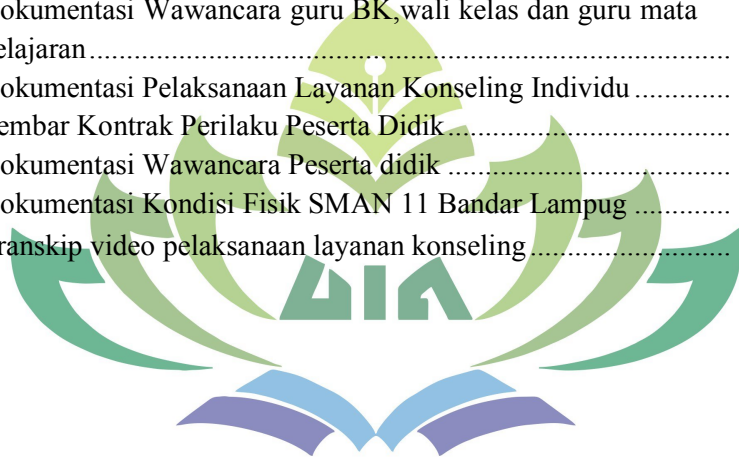 okumentasi Wawancara guru BK,wali kelas dan guru mata
elajaran
okumentasi Pelaksanaan Layanan Konseling Individu
embar Kontrak Perilaku Peserta Didik
okumentasi Wawancara Peserta didik
okumentasi Kondisi Fisik SMAN 11 Bandar Lampug
ranskip video pelaksanaan layanan konseling
UIN